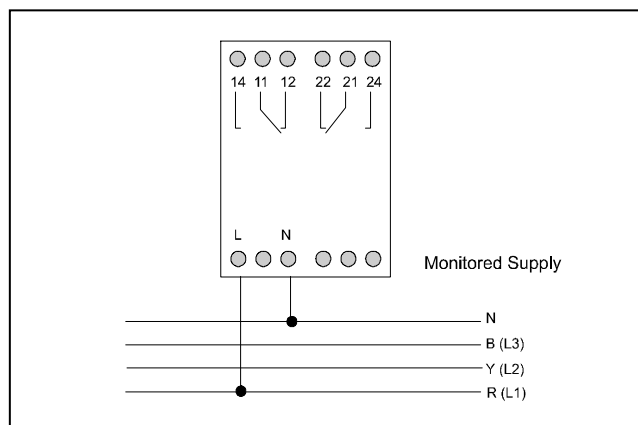 14 11 12 22 21 24
L N
Monitored Supply
N
B (L3)
Y (L2)
R (L1)